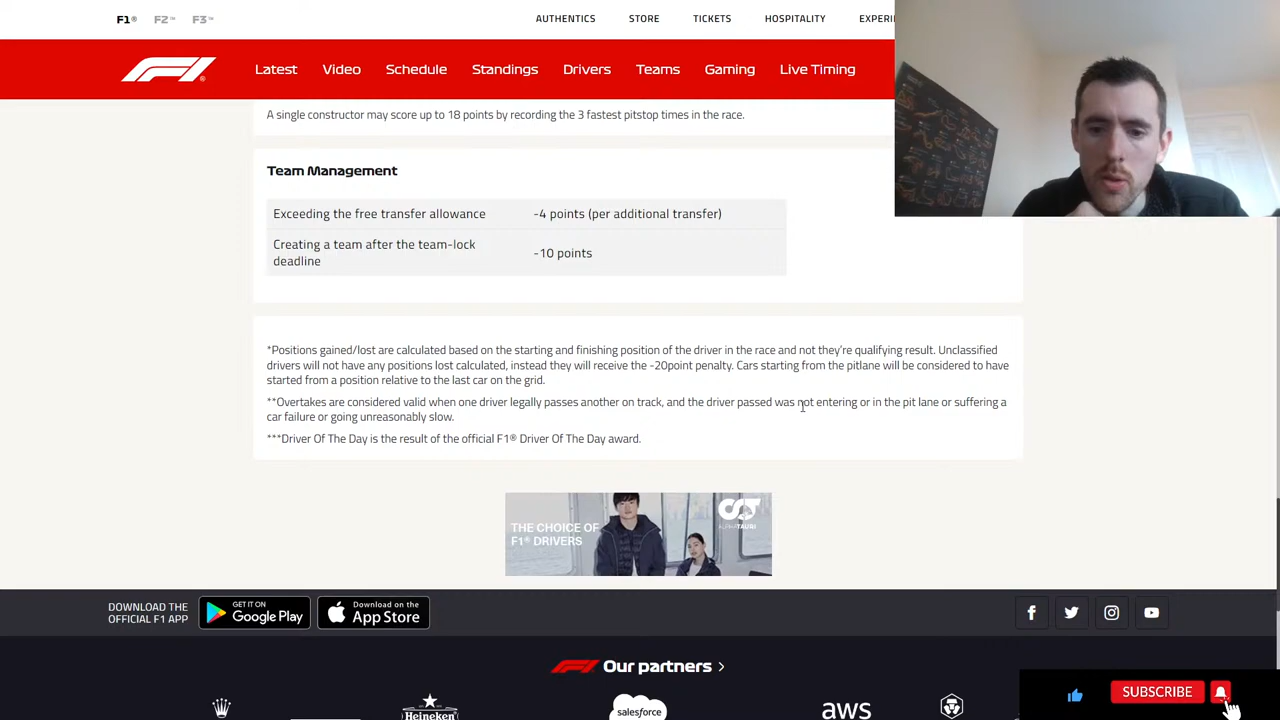 F1® F2™ F3™ AUTHENTICS STORE TICKETS HOSPITALITY EXPERI
F1 Latest Video Schedule Standings Drivers Teams Gaming Live Timing
A single constructor may score up to 18 points by recording the 3 fastest pitstop times in the race.
Team Management
Exceeding the free transfer allowance -4 points (per additional transfer)
Creating a team after the team-lock
deadline
-10 points
*Positions gained/lost are calculated based on the starting and finishing position of the driver in the race and not they're qualifying result. Unclassified
drivers will not have any positions lost calculated, instead they will receive the -20point penalty. Cars starting from the pitlane will be considered to have
started from a position relative to the last car on the grid.
**Overtakes are considered valid when one driver legally passes another on track, and the driver passed was not entering or in the pit lane or suffering a
car failure or going unreasonably slow.
***Driver Of The Day is the result of the official F1® Driver Of The Day award.
THE CHOICE OF
F1® DRIVERS
ALPHATAURI
DOWNLOAD THE
OFFICIAL F1 APP
GET IT ON
Google Play
Download on the
App Store
F1 Our partners >
SUBSCRIBE
Heineken
salesforce
aws